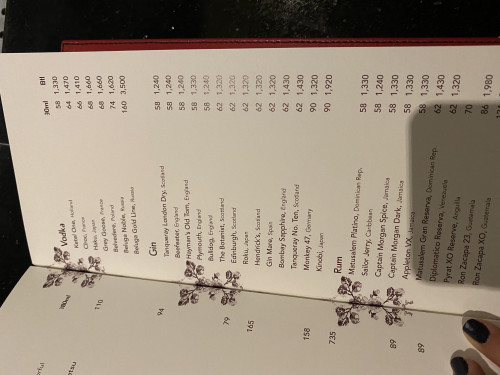 180ml
110
94
79
165
158
735
89
89
erful
etsu
30ml Btl
Vodka
Ketel One, Holland 58 1,330
Ciroc, France 64 1,470
Haku, Japan 66 1,410
Grey Goose, France 68 1,660
Belvedere, Poland 68 1,660
Beluga Noble, Russia 74 1,620
Beluga Gold Line, Russia 160 3,500
Gin
Tanqueray London Dry, Scotland 58 1,240
Beefeater, England 58 1,240
Hayman's Old Tom, England 58 1,240
Plymouth, England 58 1,330
Bulldog, England 58 1,240
The Botanist, Scotland 62 1,320
Edinburgh, Scotland 62 1,320
Roku, Japan 62 1,320
Hendrick's, Scotland 62 1,320
Gin Mare, Spain 62 1,320
Bombay Sapphire, England 62 1,430
Tanqueray No. Ten, Scotland 62 1,430
Monkey 47, Germany 90 1,320
Kinobi, Japan 90 1,920
Rum
Matusalem Platino, Dominican Rep. 58 1,330
Sailor Jerry, Caribbean 58 1,240
Captain Morgan Spice, Jamaica 58 1,240
Captain Morgan Dark, Jamaica 58 1,330
Appleton VX, Jamaica 58 1,330
Matusalem Gran Reserva, Dominican Rep. 58 1,330
Diplomatico Reserva, Venezuela 62 1,430
Pyrat XO Reserve, Anguilla 62 1,320
Ron Zacapa 23, Guatemala 70
Ron Zacapa XO, Guatemala 86 1,980